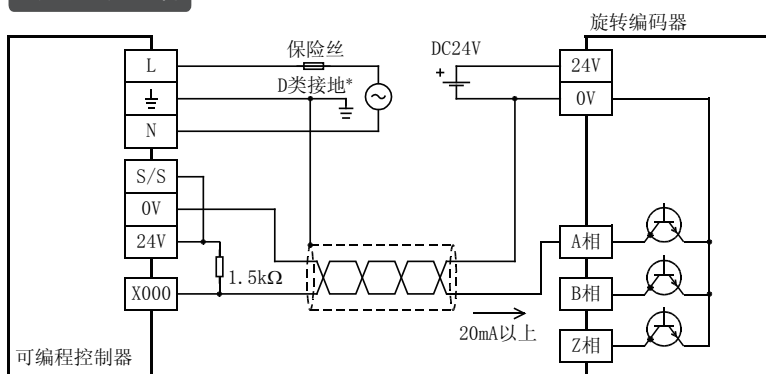 旋转编码器
保险丝
DC24V
L
24V
D类接地*
+
0V
N
S/S
0V
24V
A相
1.5kΩ
X000
B相
20mA以上
Z相
可编程控制器